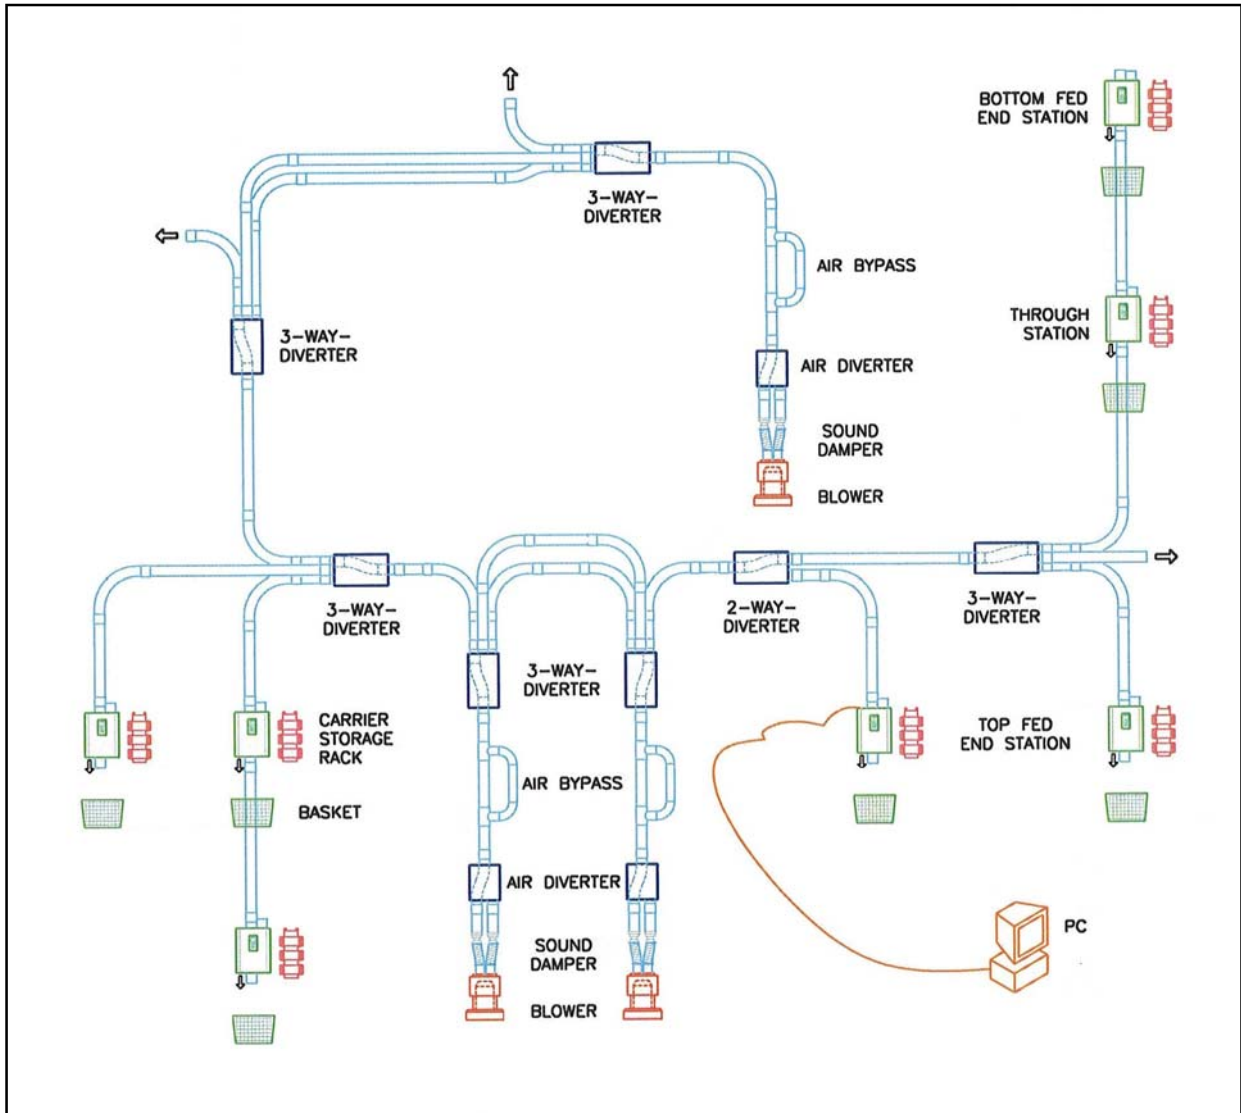 BOTTOM FED
END STATION
3-WAY-
DIVERTER
AIR BYPASS
THROUGH
STATION
3-WAY-
DIVERTER
AIR DIVERTER
SOUND
DAMPER
BLOWER
3-WAY-
DIVERTER
2-WAY-
DIVERTER
3-WAY-
DIVERTER
3-WAY-
DIVERTER
CARRIER
STORAGE
RACK
TOP FED
END STATION
AIR BYPASS
BASKET
AIR DIVERTER
PC
SOUND
DAMPER
BLOWER